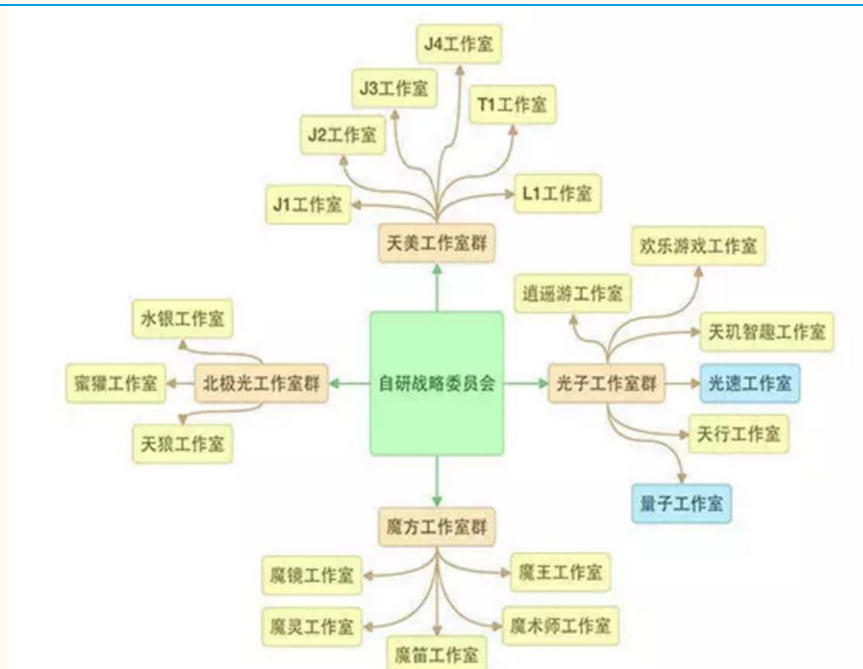 J4工作室
J3工作室
T1工作室
J2工作室
J1工作室
L1工作室
天美工作室群
欢乐游戏工作室
逍遥游工作室
水银工作室
天玑智趣工作室
蜜獾工作室
北极光工作室群
自研战略委员会
光子工作室群
光速工作室
天狼工作室
天行工作室
量子工作室
魔方工作室群
魔镜工作室
魔王工作室
魔灵工作室
魔术师工作室
魔笛工作室